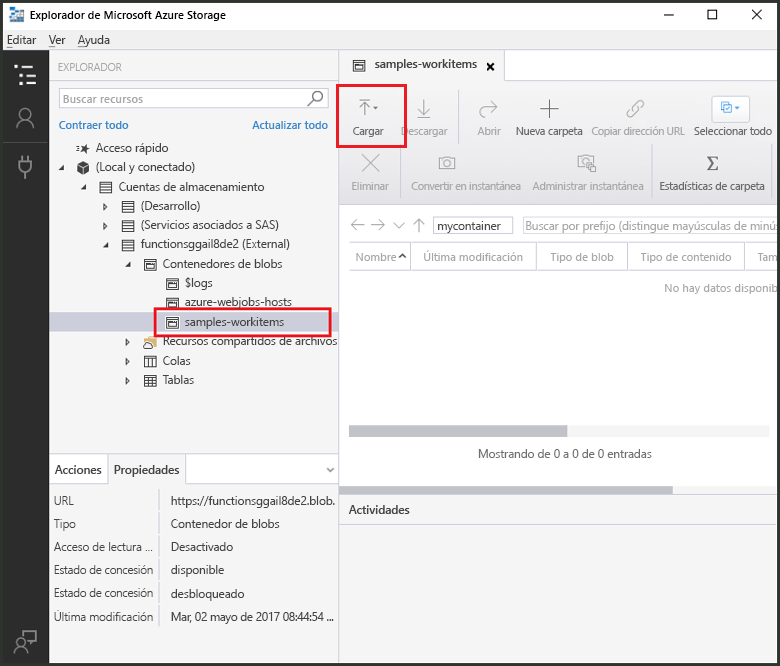 Explorador de Microsoft Azure Storage
Editar Ver Ayuda
EXPLORADOR
Buscar recursos
Contraer todo Actualizar todo
Acceso rápido
(Local y conectado)
Cuentas de almacenamiento
(Desarrollo)
(Servicios asociados a SAS)
functionsggail8de2 (External)
Contenedores de blobs
$logs
azure-webjobs-hosts
samples-workitems
Recursos compartidos de archivos
Colas
Tablas
Acciones Propiedades
URL https://functionsggail8de2.blob.
Tipo Contenedor de blobs
Acceso de lectura ... Desactivado
Estado de concesión disponible
Estado de concesión desbloqueado
Última modificación Mar, 02 mayo de 2017 08:44:54 ...
samples-workitems
Cargar Descargar Abrir Nueva carpeta Copiar dirección URL Seleccionar todo
Eliminar Convertir en instantánea Administrar instantánea Estadísticas de carpeta
mycontainer Buscar por prefijo (distingue mayúsculas de minús
Nombre Última modificación Tipo de blob Tipo de contenido Tam
No hay datos disponib
Mostrando de 0 a 0 de 0 entradas
Actividades